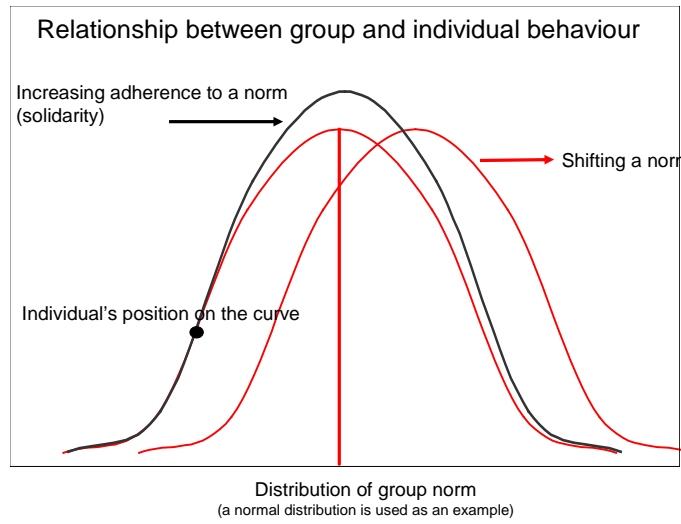 Relationship between group and individual behaviour
Increasing adherence to a norm
(solidarity)
Shifting a nor
Individual's position on the curve
Distribution of group norm
(a normal distribution is used as an example)